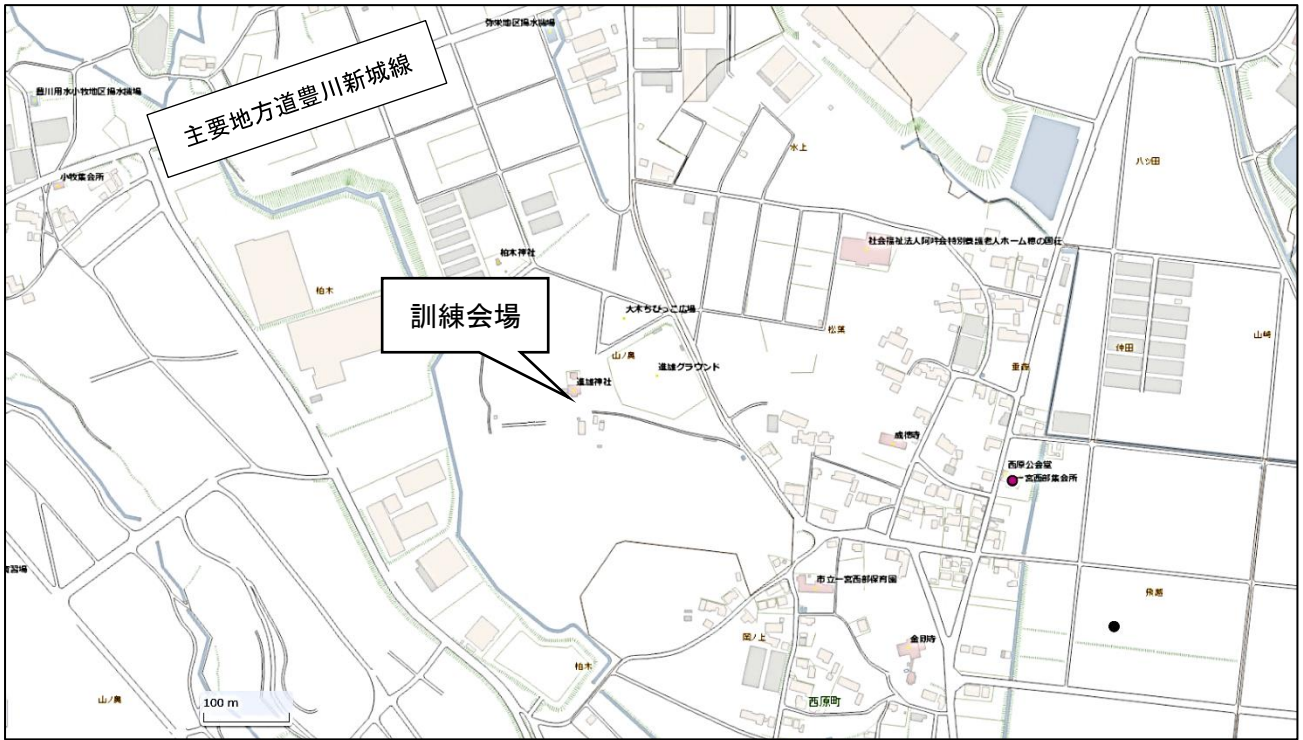 弥栄地区揚水機場
主要地方道豊川新城線
豊川用水小牧地区揚水機場
水上
八ッ田
小牧集会所
社会福祉法人阿吽会特別養護老人ホーム穂の国荘
柏木神社
柏木
訓練会場
大木ちびっこ広場
松葉
山崎
仲田
山ノ奥
進雄グラウンド
重森
進雄神社
成徳寺
西原公会堂
一宮西部集会所
市立一宮西部保育園
飛越
岡ノ上
金剛寺
柏木
山ノ奥
100 m
西原町